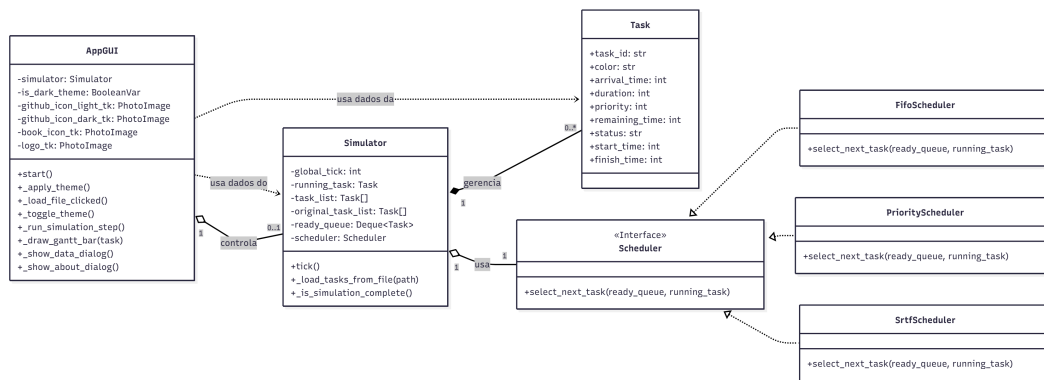 AppGUI
-simulator: Simulator
-is_dark_theme: BooleanVar
-github_icon_light_tk: PhotoImage
-github_icon_dark_tk: PhotoImage
-book_icon_tk: PhotoImage
-logo_tk: PhotoImage
+start()
+_apply_theme()
+_load_file_clicked()
+_toggle_theme()
+_run_simulation_step()
+_draw_gantt_bar(task)
+_show_data_dialog()
+_show_about_dialog()
usa dados da
usa dados do
1
controla
0..1
Simulator
-global_tick: int
-running_task: Task
-task_list: Task[]
-original_task_list: Task[]
-ready_queue: Deque<Task>
-scheduler: Scheduler
+tick()
+_load_tasks_from_file(path)
+_is_simulation_complete()
1
gerencia
0..*
1
usa
1
Task
+task_id: str
+color: str
+arrival_time: int
+duration: int
+priority: int
+remaining_time: int
+status: str
+start_time: int
+finish_time: int
«Interface»
Scheduler
+select_next_task(ready_queue, running_task)
FifoScheduler
+select_next_task(ready_queue, running_task)
PriorityScheduler
+select_next_task(ready_queue, running_task)
SrtfScheduler
+select_next_task(ready_queue, running_task)